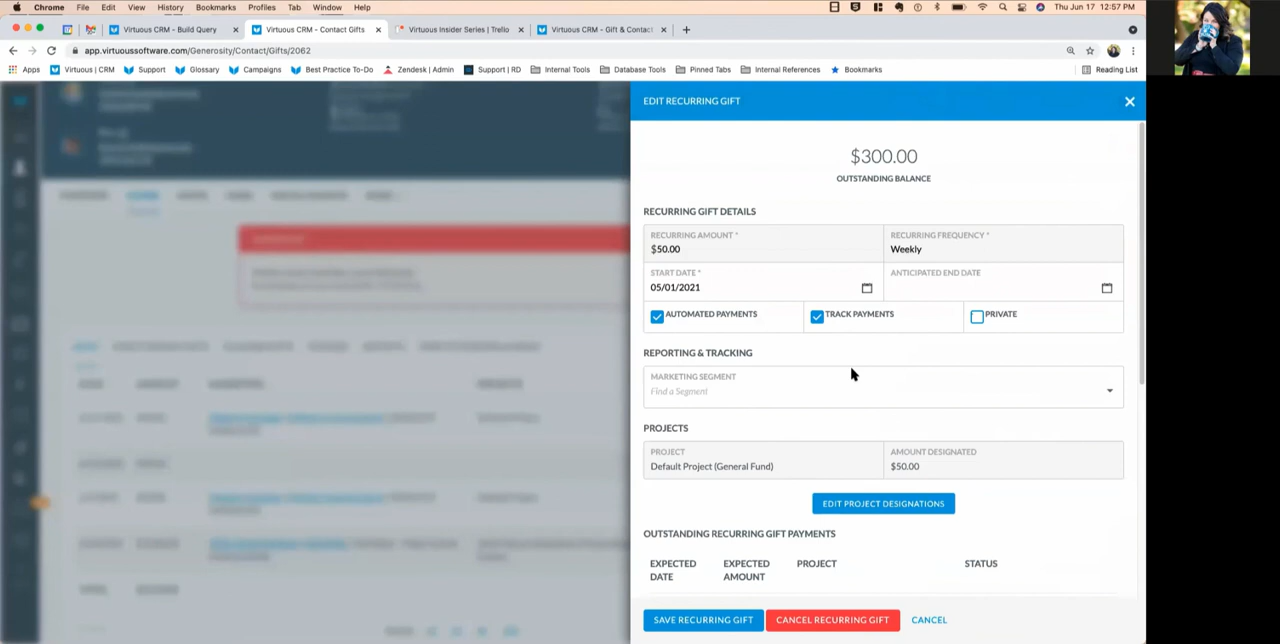 Chrome File Edit View History Bookmarks Profiles Tab Window Help Thu Jun 17 12:57 PM
Virtuous CRM - Build Query Virtuous CRM - Contact Gifts Virtuous Insider Series | Trello Virtuous CRM - Gift & Contact
app.virtuoussoftware.com/Generosity/Contact/Gifts/2062
Apps Virtuous | CRM Support Glossary Campaigns Best Practice To-Do Zendesk | Admin Support | RD Internal Tools Database Tools Pinned Tabs Internal References Bookmarks Reading List
EDIT RECURRING GIFT
$300.00
OUTSTANDING BALANCE
RECURRING GIFT DETAILS
RECURRING AMOUNT * RECURRING FREQUENCY *
$50.00 Weekly
START DATE * ANTICIPATED END DATE
05/01/2021
AUTOMATED PAYMENTS TRACK PAYMENTS PRIVATE
REPORTING & TRACKING
MARKETING SEGMENT
Find a Segment
PROJECTS
PROJECT AMOUNT DESIGNATED
Default Project (General Fund) $50.00
EDIT PROJECT DESIGNATIONS
OUTSTANDING RECURRING GIFT PAYMENTS
EXPECTED EXPECTED PROJECT STATUS
DATE AMOUNT
SAVE RECURRING GIFT CANCEL RECURRING GIFT CANCEL